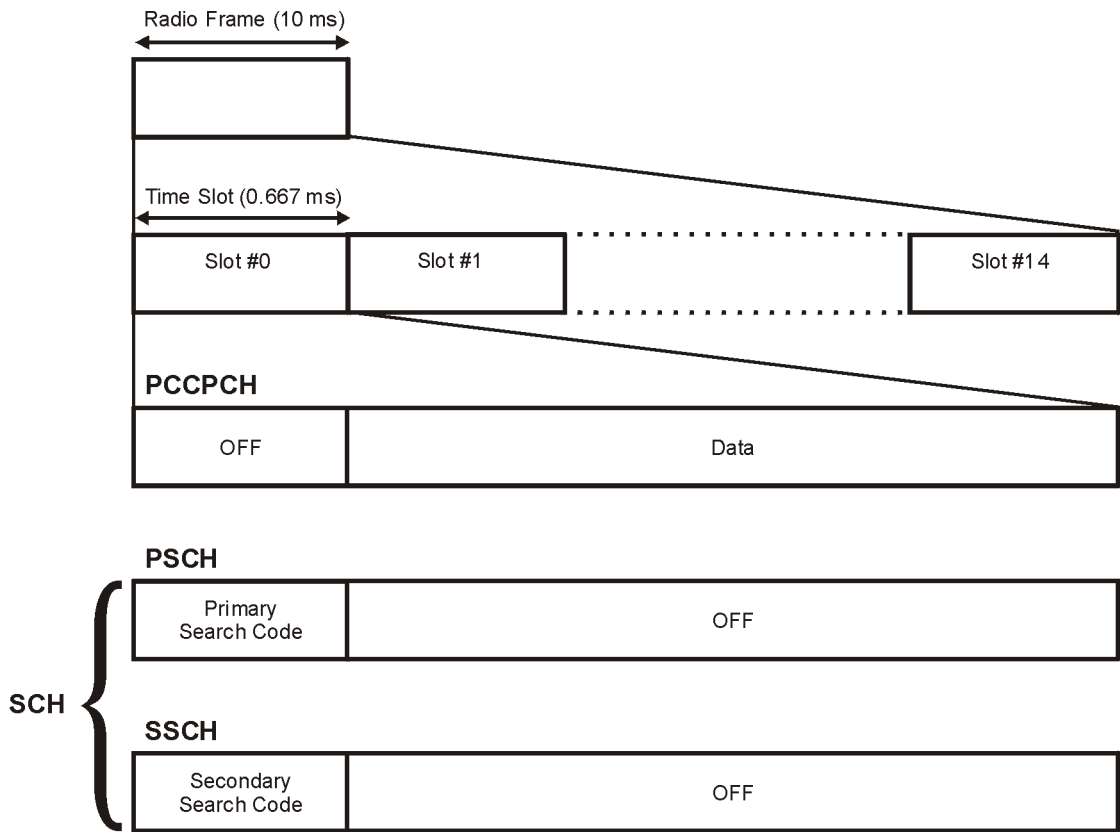 Radio Frame (10 ms)
Time Slot (0.667 ms)
Slot #0
Slot #1
Slot #14
PCCPCH
OFF
Data
PSCH
Primary
Search Code
OFF
SCH
SSCH
Secondary
Search Code
OFF